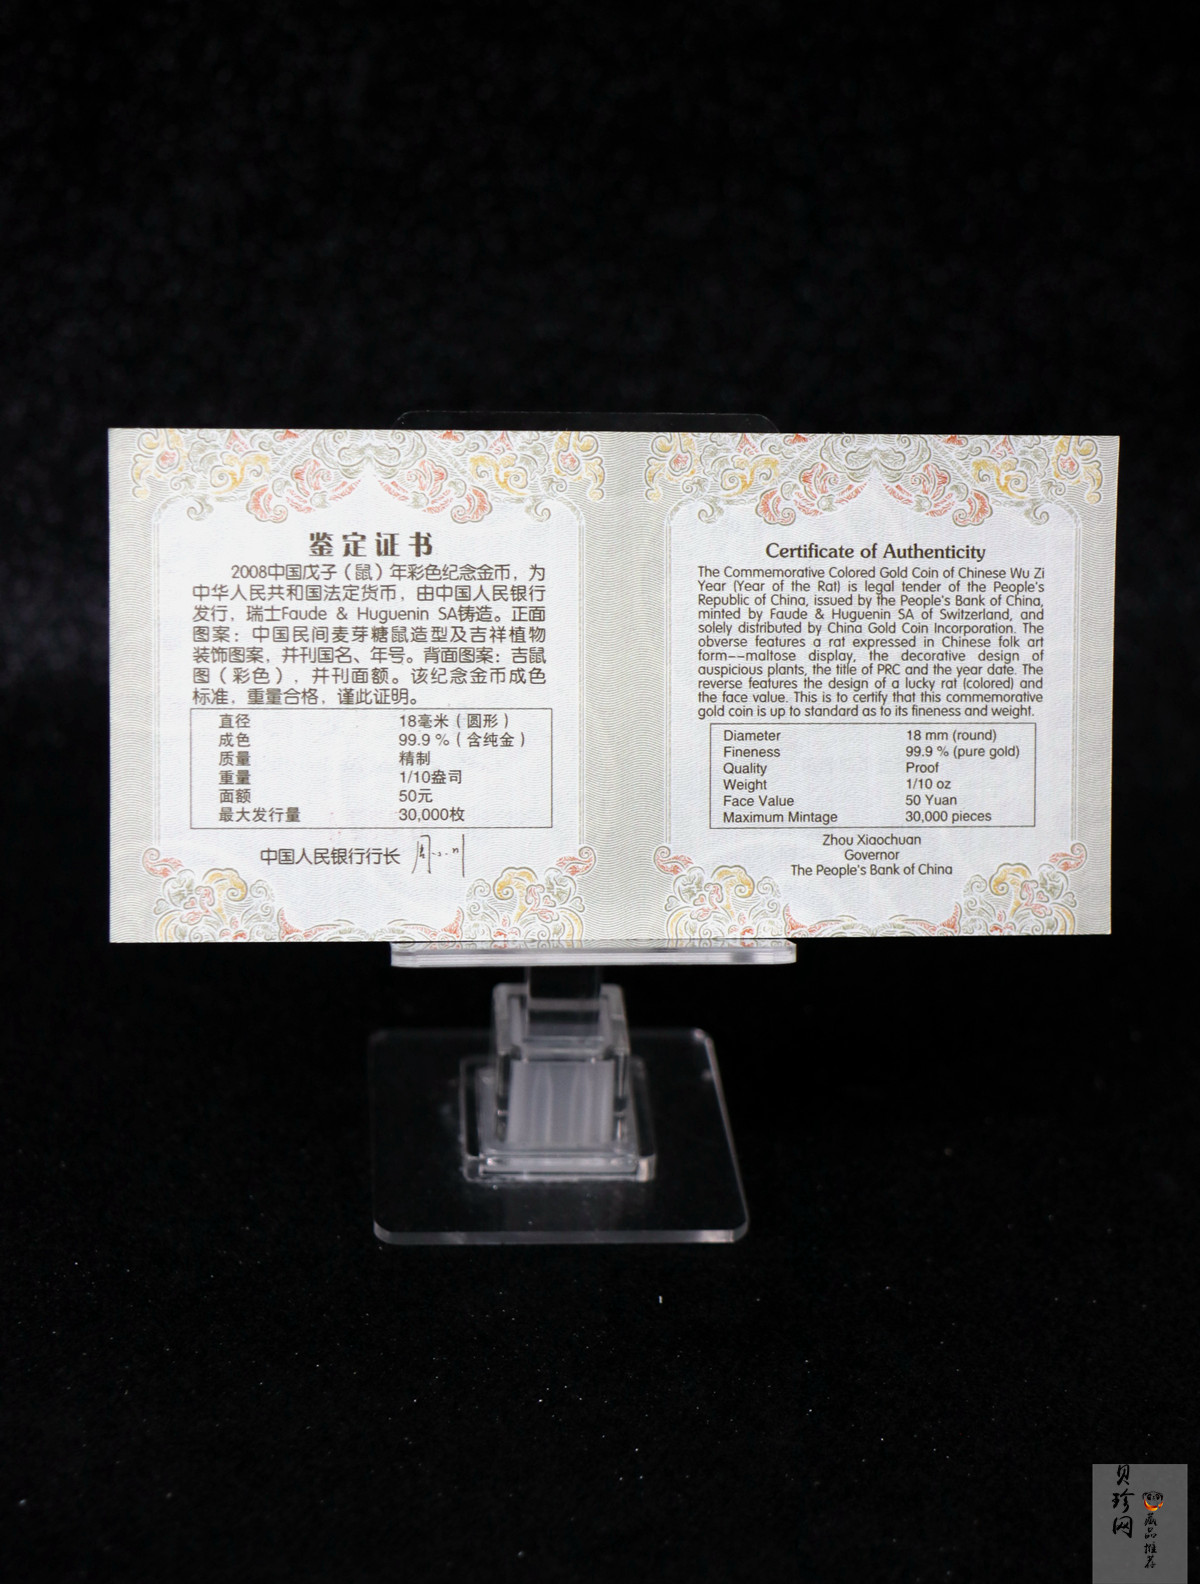 鉴定证书
2008中国戊子（鼠）年彩色纪念金币，为
中华人民共和国法定货币，由中国人民银行
发行，瑞士Faude & Huguenin SA铸造。正面
图案：中国民间麦芽糖鼠造型及吉祥植物
装饰图案，并刊国名、年号。背面图案：吉鼠
图（彩色），并刊面额。该纪念金币成色
标准，重量合格，谨此证明。
直径 18毫米（圆形）
成色 99.9 %（含纯金）
质量 精制
重量 1/10盎司
面额 50元
最大发行量 30,000枚
中国人民银行行长
Certificate of Authenticity
The Commemorative Colored Gold Coin of Chinese Wu Zi
Year (Year of the Rat) is legal tender of the People's
Republic of China, issued by the People's Bank of China,
minted by Faude & Huguenin SA of Switzerland, and
solely distributed by China Gold Coin Incorporation. The
obverse features a rat expressed in Chinese folk art
form--maltose display, the decorative design of
auspicious plants, the title of PRC and the year date. The
reverse features the design of a lucky rat (colored) and
the face value. This is to certify that this commemorative
gold coin is up to standard as to its fineness and weight.
Diameter 18 mm (round)
Fineness 99.9 % (pure gold)
Quality Proof
Weight 1/10 oz
Face Value 50 Yuan
Maximum Mintage 30,000 pieces
Zhou Xiaochuan
Governor
The People's Bank of China
贝珍网
藏品推荐